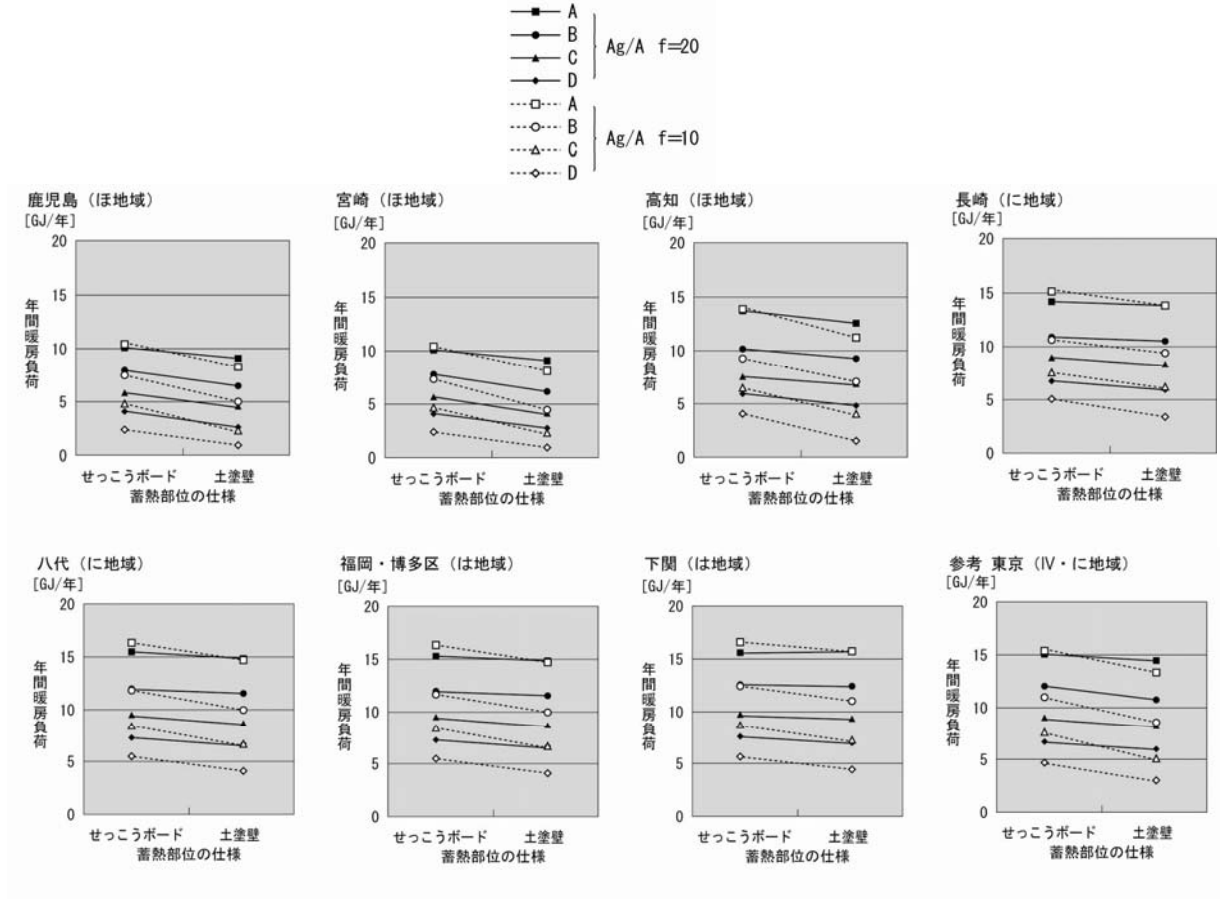 A
B
C
D
Ag/A f=20
A
B
C
D
Ag/A f=10
鹿児島（ほ地域）
[GJ/年]
20
15
10
5
0
年間暖房負荷
せっこうボード 土塗壁
蓄熱部位の仕様
宮崎（ほ地域）
[GJ/年]
20
15
10
5
0
年間暖房負荷
せっこうボード 土塗壁
蓄熱部位の仕様
高知（ほ地域）
[GJ/年]
20
15
10
5
0
年間暖房負荷
せっこうボード 土塗壁
蓄熱部位の仕様
長崎（に地域）
[GJ/年]
20
15
10
5
0
年間暖房負荷
せっこうボード 土塗壁
蓄熱部位の仕様
八代（に地域）
[GJ/年]
20
15
10
5
0
年間暖房負荷
せっこうボード 土塗壁
蓄熱部位の仕様
福岡・博多区（は地域）
[GJ/年]
20
15
10
5
0
年間暖房負荷
せっこうボード 土塗壁
蓄熱部位の仕様
下関（は地域）
[GJ/年]
20
15
10
5
0
年間暖房負荷
せっこうボード 土塗壁
蓄熱部位の仕様
参考 東京（Ⅳ・に地域）
[GJ/年]
20
15
10
5
0
年間暖房負荷
せっこうボード 土塗壁
蓄熱部位の仕様